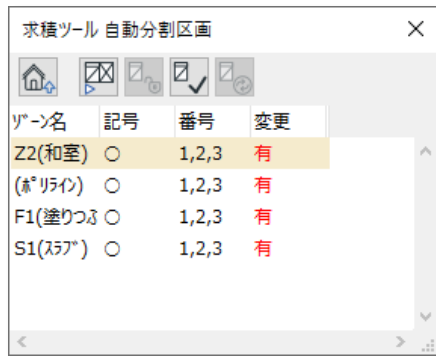 求積ツール 自動分割区画
ｿﾞｰﾝ名 記号 番号 変更
Z2(和室) ○ 1,2,3 有
(ﾎﾟﾘﾗｲﾝ) ○ 1,2,3 有
F1(塗りつぶ ○ 1,2,3 有
S1(ｽﾗﾌﾞ) ○ 1,2,3 有